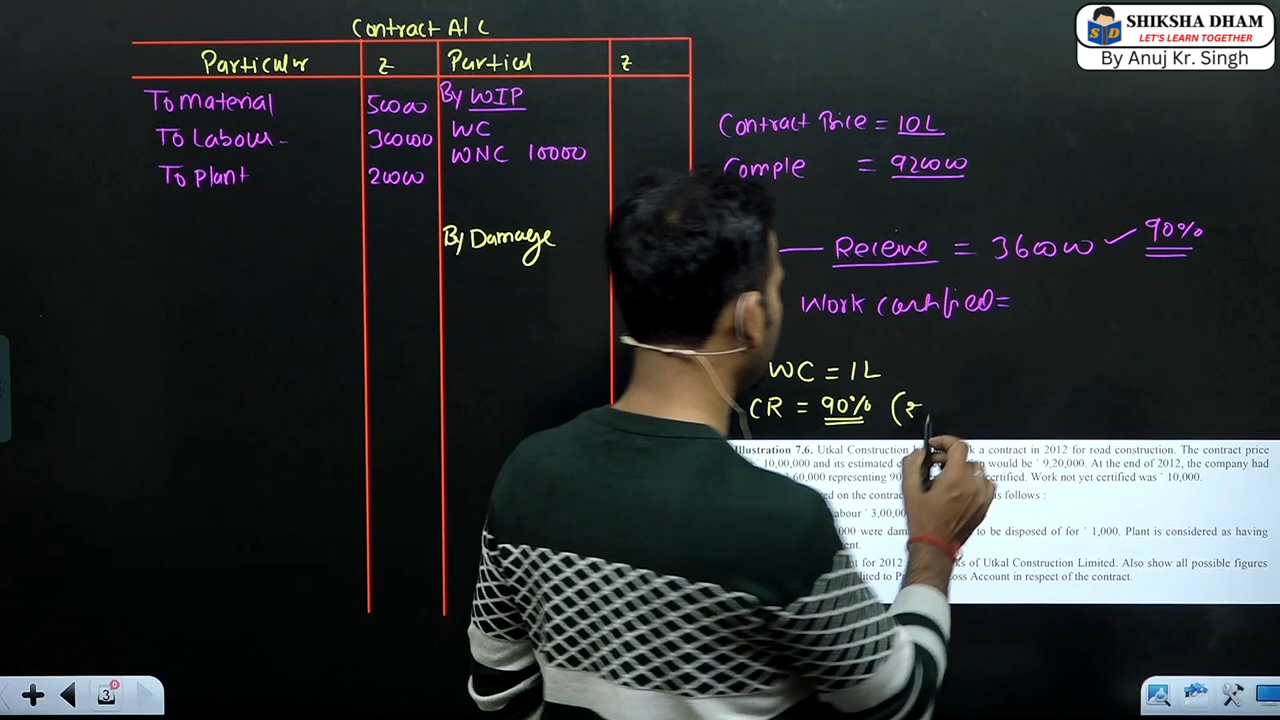 SHIKSHA DHAM
LET'S LEARN TOGETHER
By Anuj Kr. Singh
S D
Contract A/C
Particular ₹ Particul ₹
To Material 50000 By WIP
To Labour - 300000 WC
WNC 10000
To Plant 20000
By Damage
Contract Price = 10L
Comple = 920000
Receive = 360000 90%
Work certified =
WC = 1L
CR = 90% (₹
Illustration 7.6. Utkal Construction a contract in 2012 for road construction. The contract price
` 10,00,000 and its estimated would be ` 9,20,000. At the end of 2012, the company had
60,000 representing 90 certified. Work not yet certified was ` 10,000.
on the contrac s follows :
abour ` 3,00,00
000 were dam to be disposed of for ` 1,000. Plant is considered as having
ent.
nt for 2012 ks of Utkal Construction Limited. Also show all possible figures
dited to P oss Account in respect of the contract.
3
0